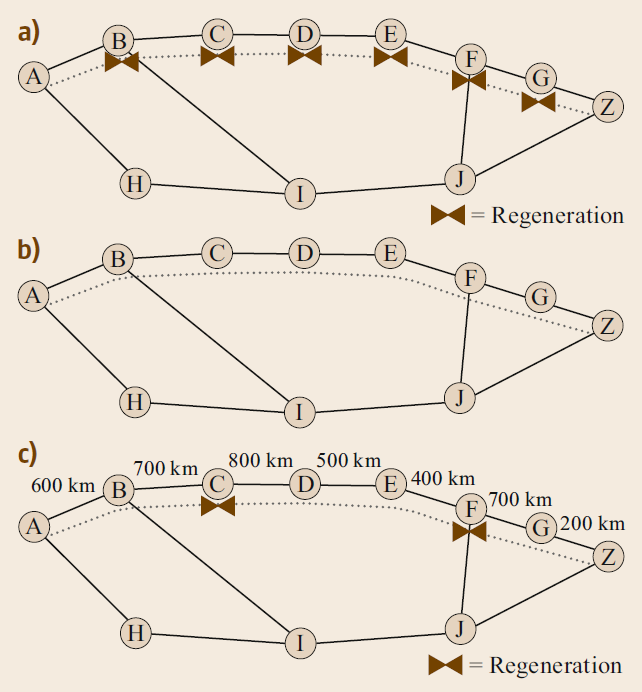 a)
B
C
D
E
F
G
A
Z
H
I
J
= Regeneration
b)
B
C
D
E
F
G
A
Z
H
I
J
c)
600 km
700 km
800 km
500 km
400 km
700 km
200 km
B
C
D
E
F
G
A
Z
H
I
J
= Regeneration